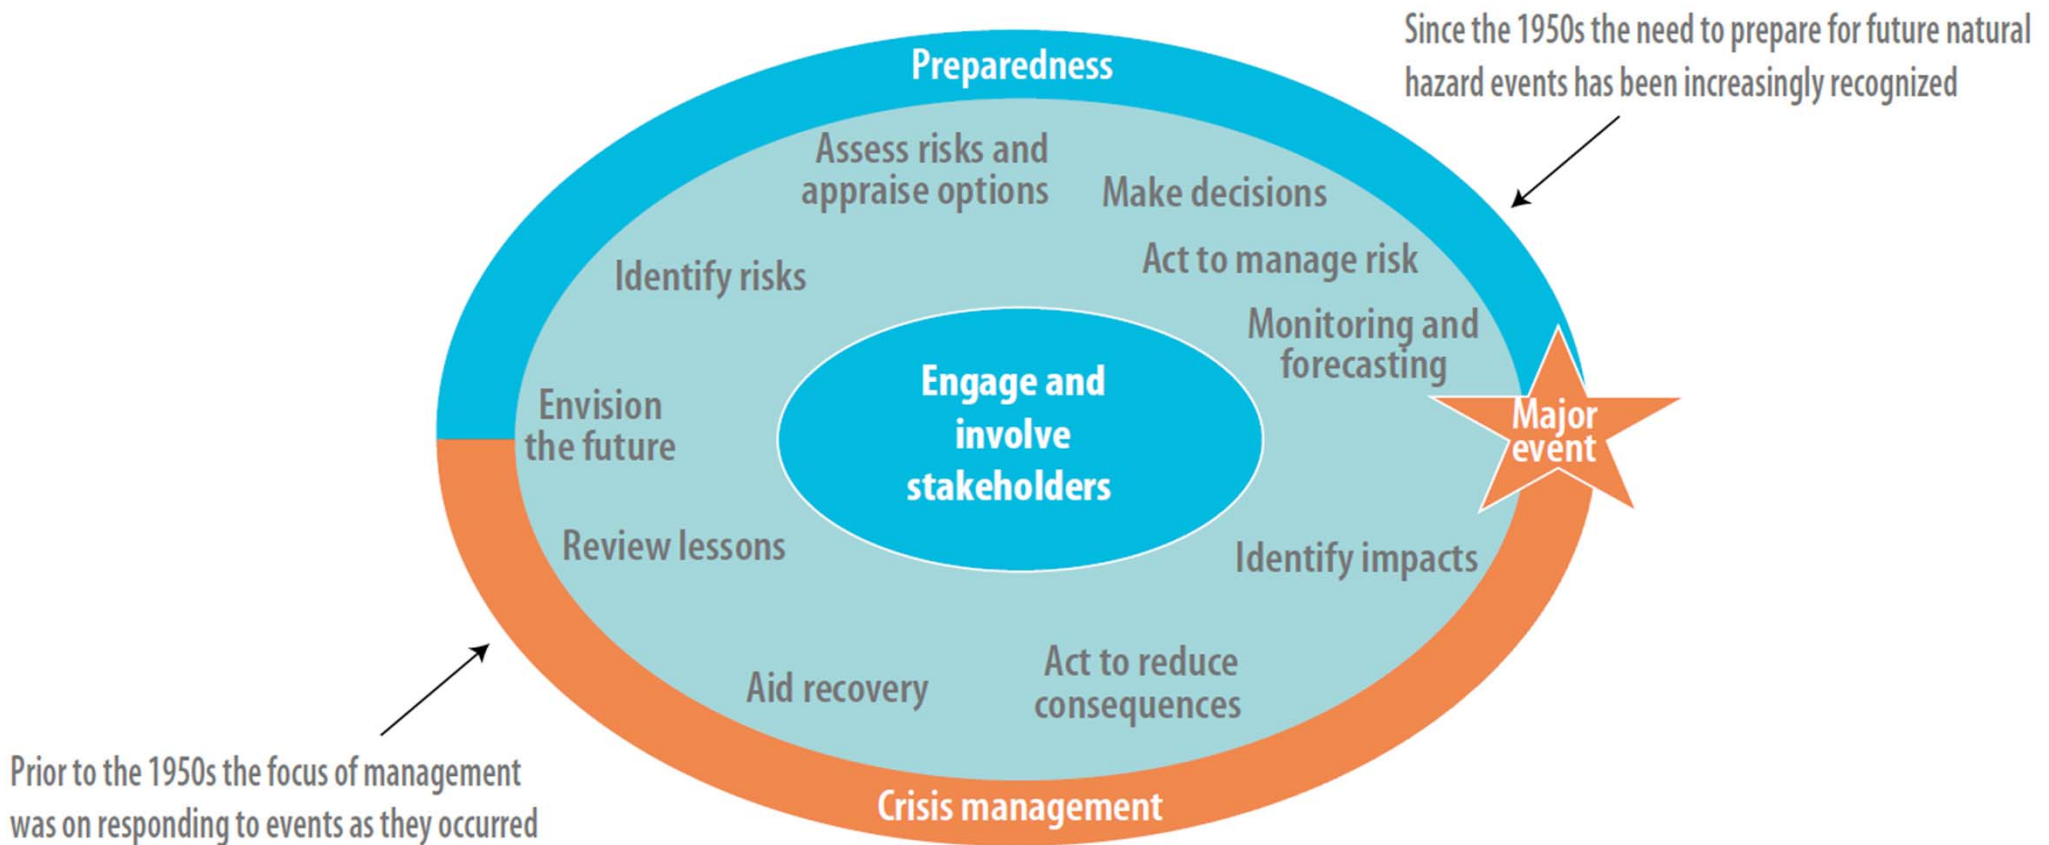 Since the 1950s the need to prepare for future natural
hazard events has been increasingly recognized
Preparedness
Assess risks and
appraise options
Make decisions
Act to manage risk
Identify risks
Monitoring and
forecasting
Engage and
involve
stakeholders
Envision
the future
Major
event
Review lessons
Identify impacts
Act to reduce
consequences
Aid recovery
Prior to the 1950s the focus of management
was on responding to events as they occurred
Crisis management